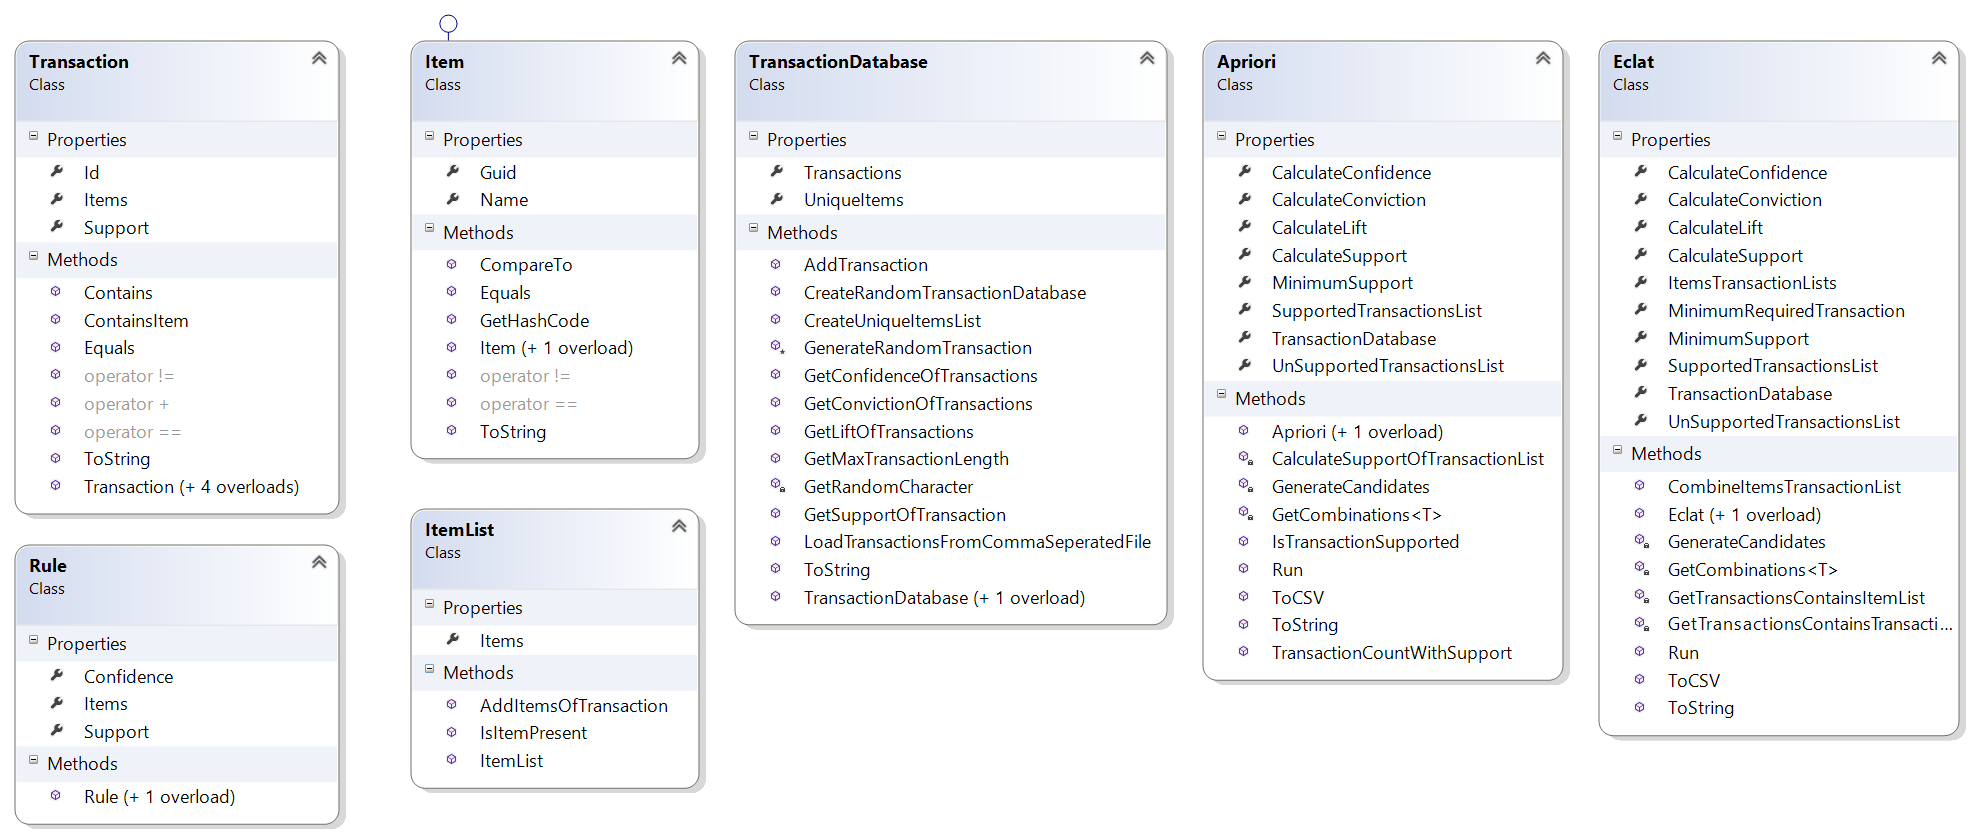 Transaction
Class
Properties
Id
Items
Support
Methods
Contains
ContainsItem
Equals
operator !=
operator +
operator ==
ToString
Transaction (+ 4 overloads)
Rule
Class
Properties
Confidence
Items
Support
Methods
Rule (+ 1 overload)
Item
Class
Properties
Guid
Name
Methods
CompareTo
Equals
GetHashCode
Item (+ 1 overload)
operator !=
operator ==
ToString
ItemList
Class
Properties
Items
Methods
AddItemsOfTransaction
IsItemPresent
ItemList
TransactionDatabase
Class
Properties
Transactions
UniqueItems
Methods
AddTransaction
CreateRandomTransactionDatabase
CreateUniqueItemsList
GenerateRandomTransaction
GetConfidenceOfTransactions
GetConvictionOfTransactions
GetLiftOfTransactions
GetMaxTransactionLength
GetRandomCharacter
GetSupportOfTransaction
LoadTransactionsFromCommaSeperatedFile
ToString
TransactionDatabase (+ 1 overload)
Apriori
Class
Properties
CalculateConfidence
CalculateConviction
CalculateLift
CalculateSupport
MinimumSupport
SupportedTransactionsList
TransactionDatabase
UnSupportedTransactionsList
Methods
Apriori (+ 1 overload)
CalculateSupportOfTransactionList
GenerateCandidates
GetCombinations<T>
IsTransactionSupported
Run
ToCSV
ToString
TransactionCountWithSupport
Eclat
Class
Properties
CalculateConfidence
CalculateConviction
CalculateLift
CalculateSupport
ItemsTransactionLists
MinimumRequiredTransaction
MinimumSupport
SupportedTransactionsList
TransactionDatabase
UnSupportedTransactionsList
Methods
CombineItemsTransactionList
Eclat (+ 1 overload)
GenerateCandidates
GetCombinations<T>
GetTransactionsContainsItemList
GetTransactionsContainsTransacti...
Run
ToCSV
ToString